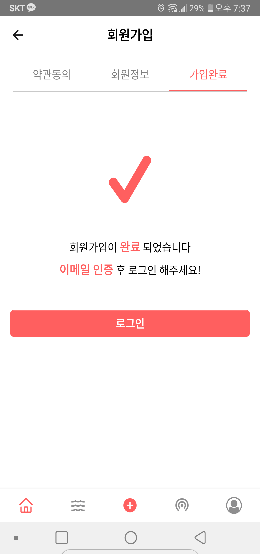 SKT 29% 오후 7:37
회원가입
약관동의 회원정보 가입완료
회원가입이 완료 되었습니다
이메일 인증 후 로그인 해주세요!
로그인